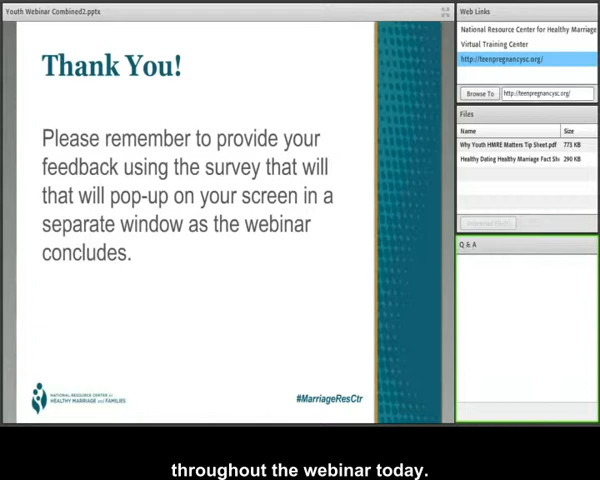 Youth Webinar Combined2.pptx
Thank You!
Please remember to provide your
feedback using the survey that will
that will pop-up on your screen in a
separate window as the webinar
concludes.
NATIONAL RESOURCE CENTER for
HEALTHY MARRIAGE and FAMILIES
#MarriageResCtr
Web Links
National Resource Center for Healthy Marriage
Virtual Training Center
http://teenpregnancysc.org/
Browse To
http://teenpregnancysc.org/
Files
Name Size
Why Youth HMRE Matters Tip Sheet.pdf 773 KB
Healthy Dating Healthy Marriage Fact She 290 KB
Q & A
throughout the webinar today.